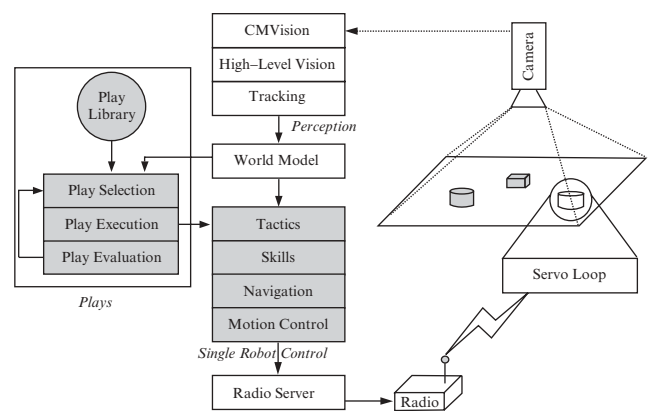 CMVision
High–Level Vision
Tracking
Perception
Camera
Play
Library
World Model
Play Selection
Play Execution
Play Evaluation
Plays
Tactics
Skills
Navigation
Motion Control
Single Robot Control
Servo Loop
Radio Server
Radio